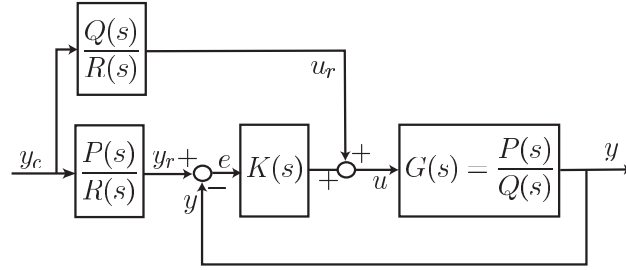 Q(s)
R(s)
u_r
y_c
P(s)
R(s)
y_r +
e
K(s)
+
+
u
G(s) = P(s)/Q(s)
y
−
y